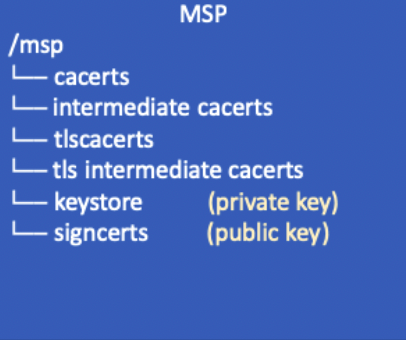 MSP
/msp
└── cacerts
└── intermediate cacerts
└── tlscacerts
└── tls intermediate cacerts
└── keystore (private key)
└── signcerts (public key)